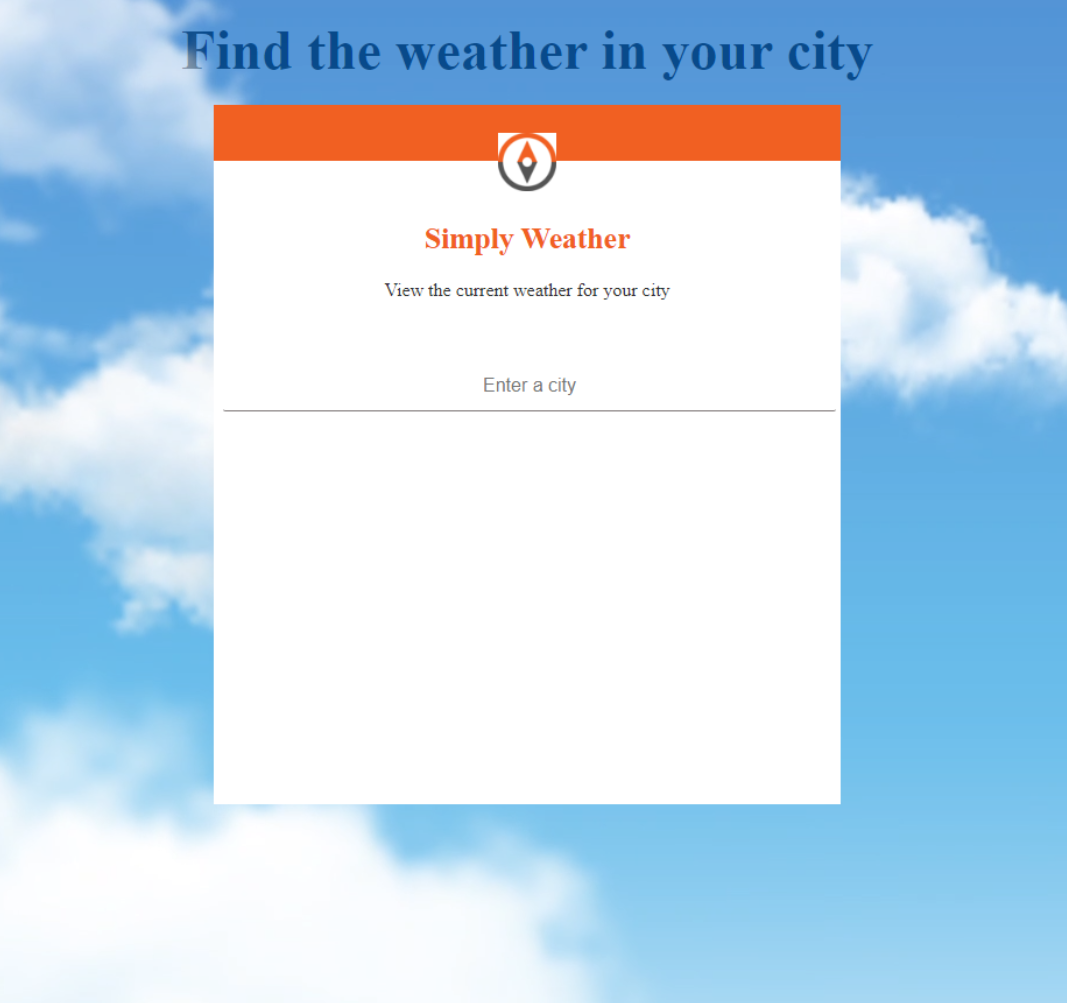 Find the weather in your city
Simply Weather
View the current weather for your city
Enter a city